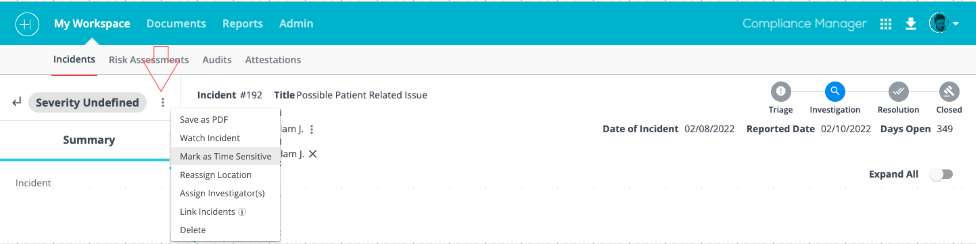 My Workspace Documents Reports Admin Compliance Manager
Incidents Risk Assessments Audits Attestations
Severity Undefined
Incident #192 Title Possible Patient Related Issue
Triage Investigation Resolution Closed
Save as PDF
Watch Incident
Mark as Time Sensitive
Reassign Location
Assign Investigator(s)
Link Incidents
Delete
lam J.
Date of Incident 02/08/2022 Reported Date 02/10/2022 Days Open 349
lam J.
Summary
Expand All
Incident